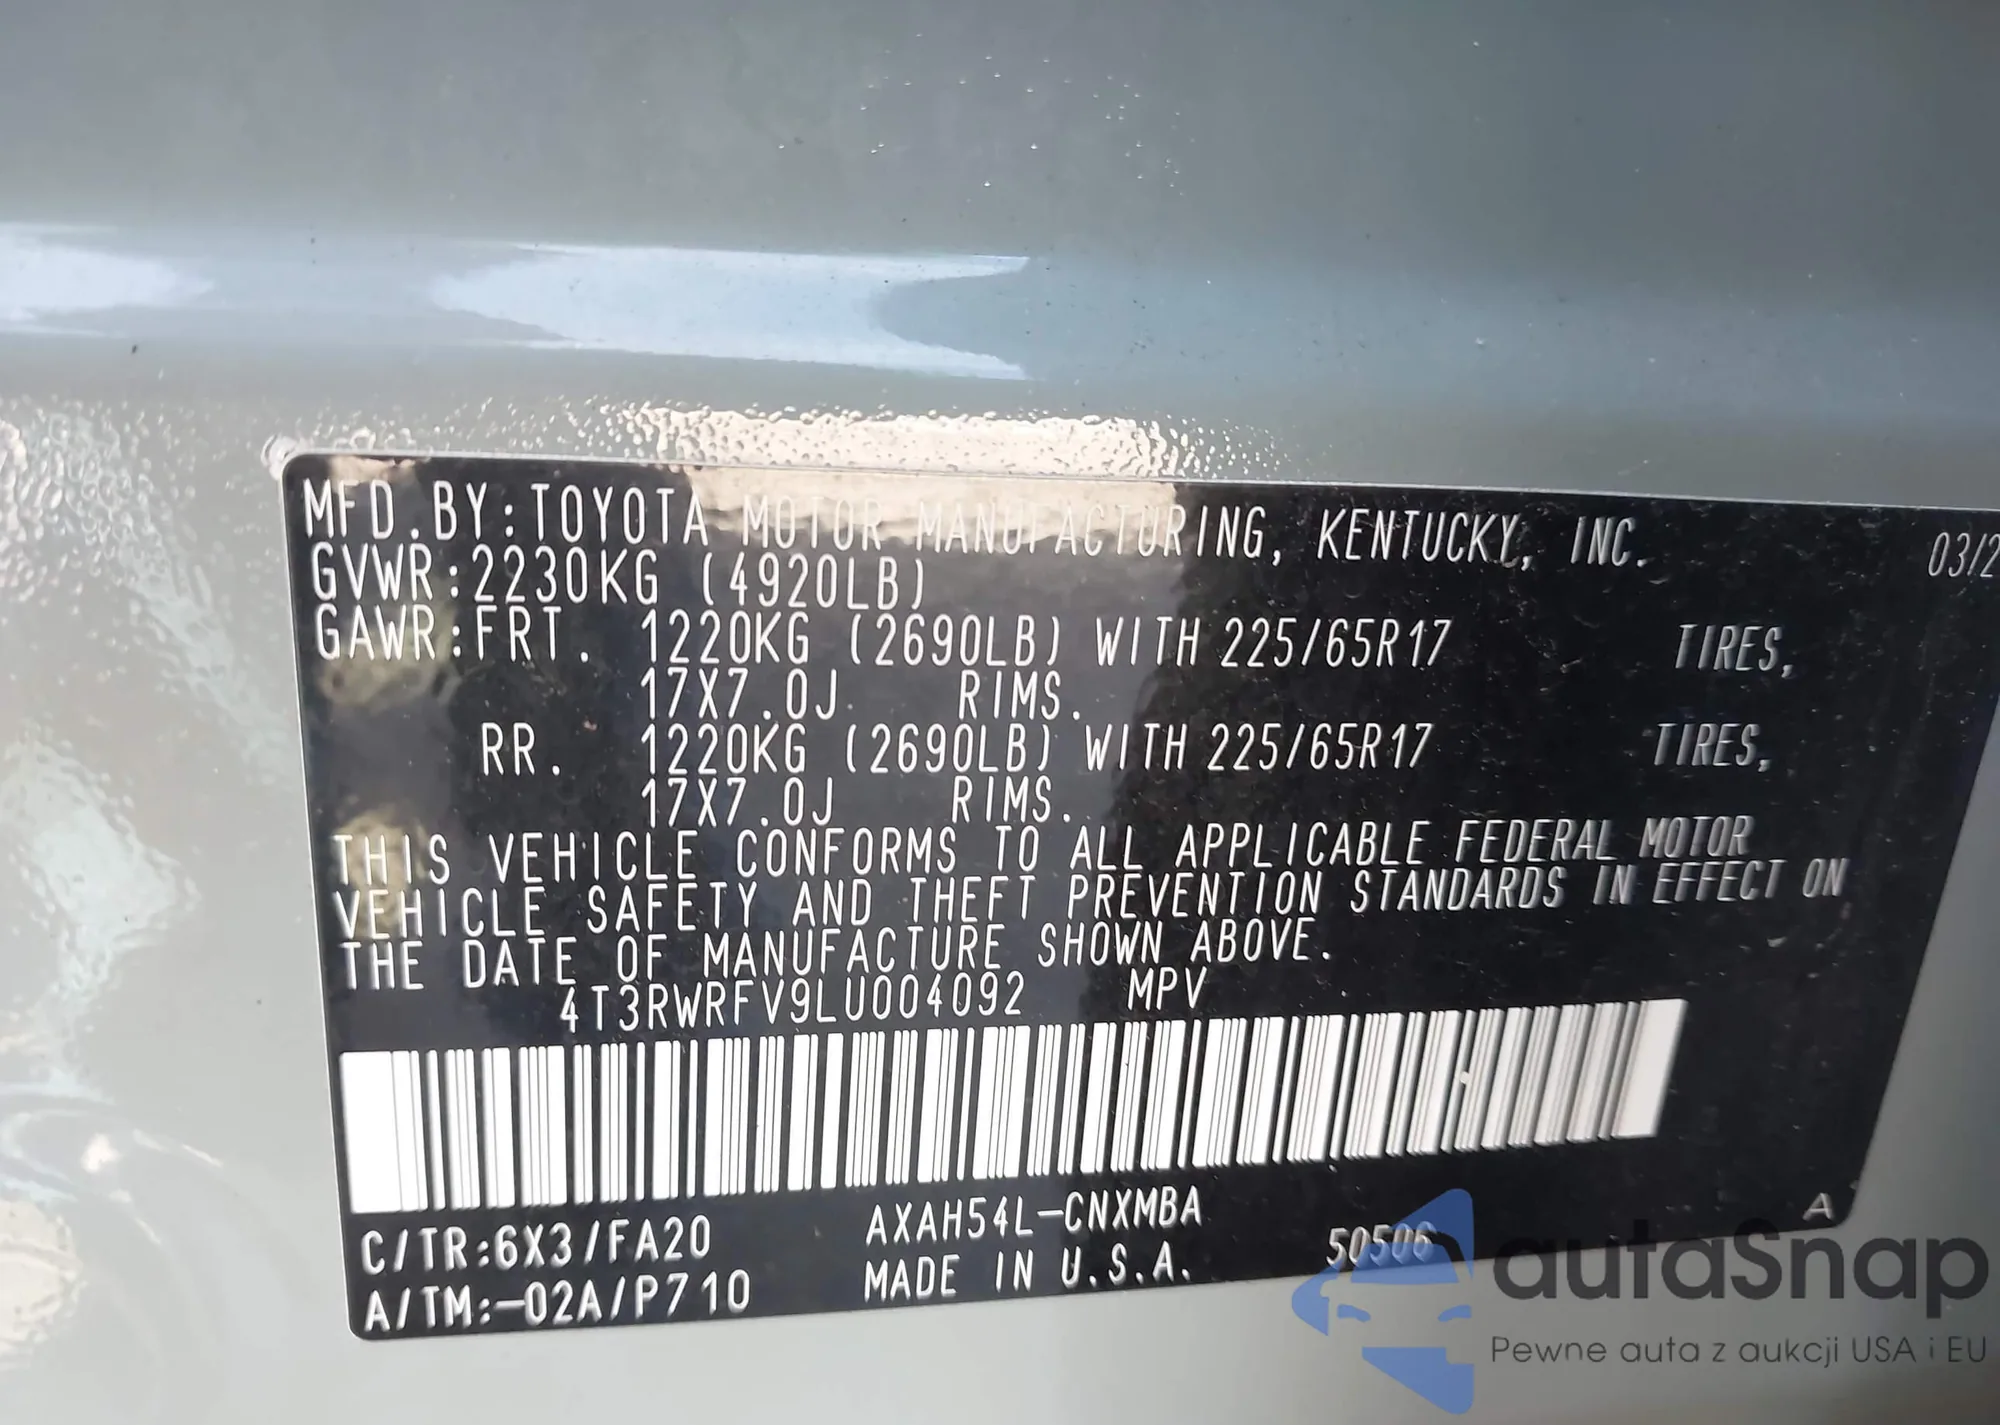 MFD.BY:TOYOTA MOTOR MANUFACTURING, KENTUCKY, INC. 03/2
GVWR:2230KG (4920LB)
GAWR:FRT. 1220KG (2690LB) WITH 225/65R17 TIRES,
17X7.0J RIMS.
RR. 1220KG (2690LB) WITH 225/65R17 TIRES,
17X7.0J RIMS.
THIS VEHICLE CONFORMS TO ALL APPLICABLE FEDERAL MOTOR
VEHICLE SAFETY AND THEFT PREVENTION STANDARDS IN EFFECT ON
THE DATE OF MANUFACTURE SHOWN ABOVE.
4T3RWRFV9LU004092 MPV
C/TR:6X3/FA20 AXAH54L-CNXMBA A
A/TM:-02A/P710 MADE IN U.S.A. 50506
autaSnap
Pewne auta z aukcji USA i EU